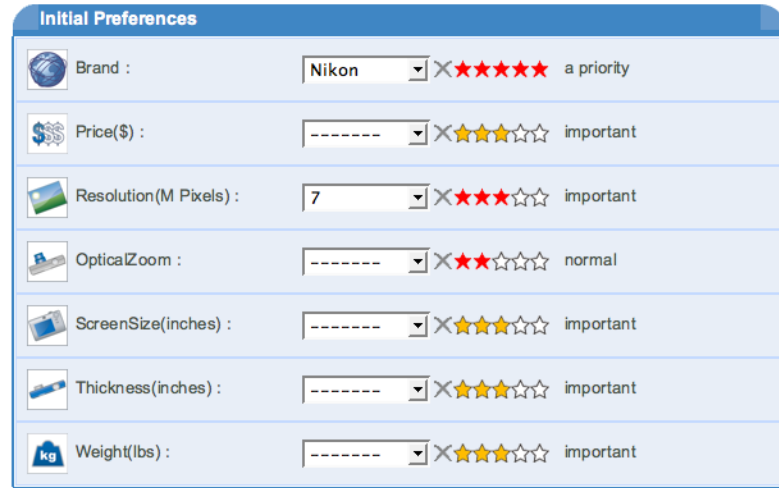 Initial Preferences
Brand : Nikon a priority
$$$ Price($) : ------- important
Resolution(M Pixels) : 7 important
OpticalZoom : ------- normal
ScreenSize(inches) : ------- important
Thickness(inches) : ------- important
kg Weight(lbs) : ------- important